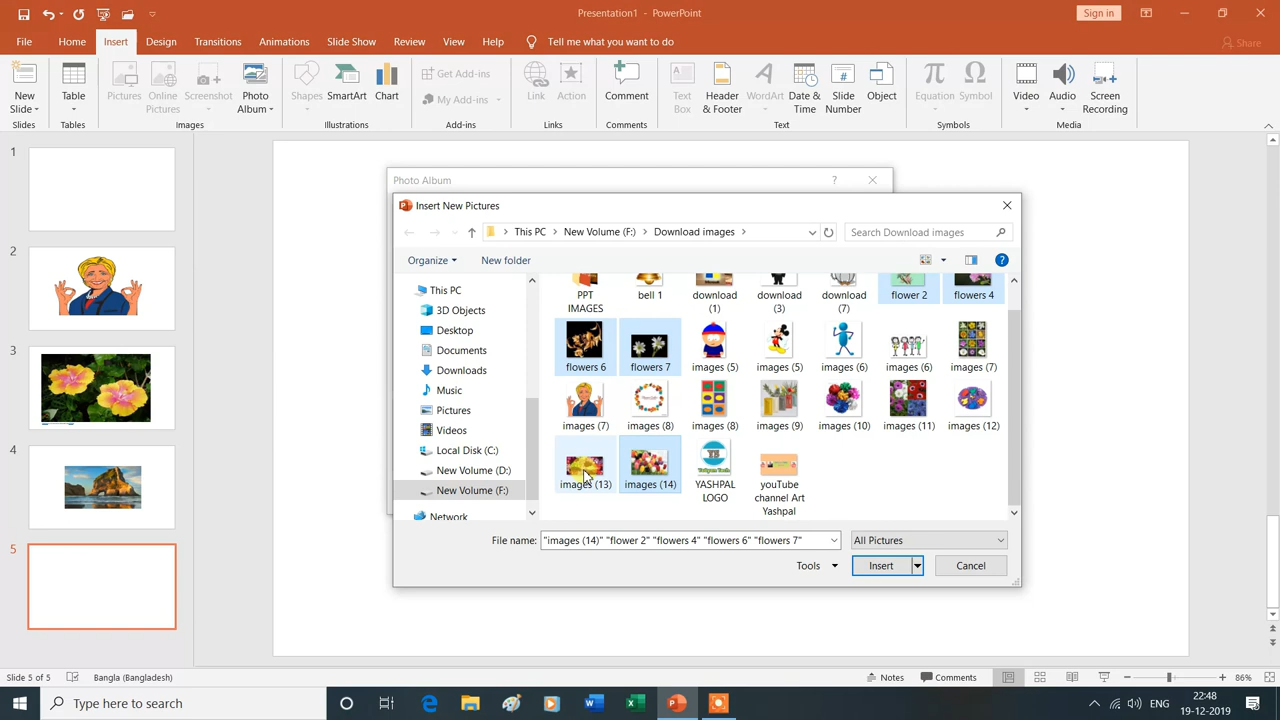 Presentation1 - PowerPoint
Sign in
File Home Insert Design Transitions Animations Slide Show Review View Help Tell me what you want to do Share
New Slide
Table
Pictures
Online Pictures
Screenshot
Photo Album
Shapes
SmartArt
Chart
Get Add-ins
My Add-ins
Link
Action
Comment
Text Box
Header & Footer
WordArt
Date & Time
Slide Number
Object
Equation
Symbol
Video
Audio
Screen Recording
Slides Tables Images Illustrations Add-ins Links Comments Text Symbols Media
1
2
3
4
5
Photo Album
?
Insert New Pictures
This PC > New Volume (F:) > Download images >
Search Download images
Organize
New folder
This PC
3D Objects
Desktop
Documents
Downloads
Music
Pictures
Videos
Local Disk (C:)
New Volume (D:)
New Volume (F:)
Network
PPT IMAGES
bell 1
download (1)
download (3)
download (7)
flower 2
flowers 4
flowers 6
flowers 7
images (5)
images (5)
images (6)
images (6)
images (7)
images (7)
images (8)
images (8)
images (9)
images (10)
images (11)
images (12)
images (13)
images (14)
YASHPAL LOGO
youTube channel Art Yashpal
File name: "images (14)" "flower 2" "flowers 4" "flowers 6" "flowers 7"
All Pictures
Tools
Insert
Cancel
Slide 5 of 5
Bangla (Bangladesh)
Notes
Comments
86%
Type here to search
ENG
22:48
19-12-2019